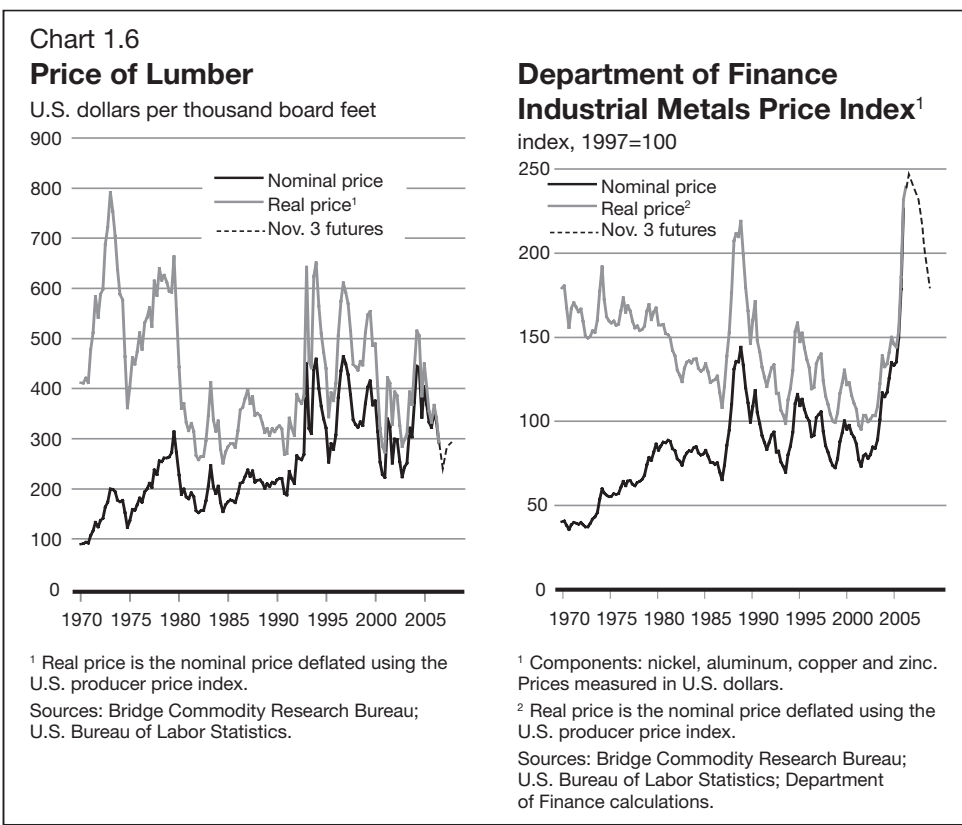 Chart 1.6
Price of Lumber
U.S. dollars per thousand board feet
900
800
700
600
500
400
300
200
100
0
Nominal price
Real price¹
Nov. 3 futures
1970 1975 1980 1985 1990 1995 2000 2005
¹ Real price is the nominal price deflated using the
U.S. producer price index.
Sources: Bridge Commodity Research Bureau;
U.S. Bureau of Labor Statistics.
Department of Finance
Industrial Metals Price Index¹
index, 1997=100
250
200
150
100
50
0
Nominal price
Real price²
Nov. 3 futures
1970 1975 1980 1985 1990 1995 2000 2005
¹ Components: nickel, aluminum, copper and zinc.
Prices measured in U.S. dollars.
² Real price is the nominal price deflated using the
U.S. producer price index.
Sources: Bridge Commodity Research Bureau;
U.S. Bureau of Labor Statistics; Department
of Finance calculations.